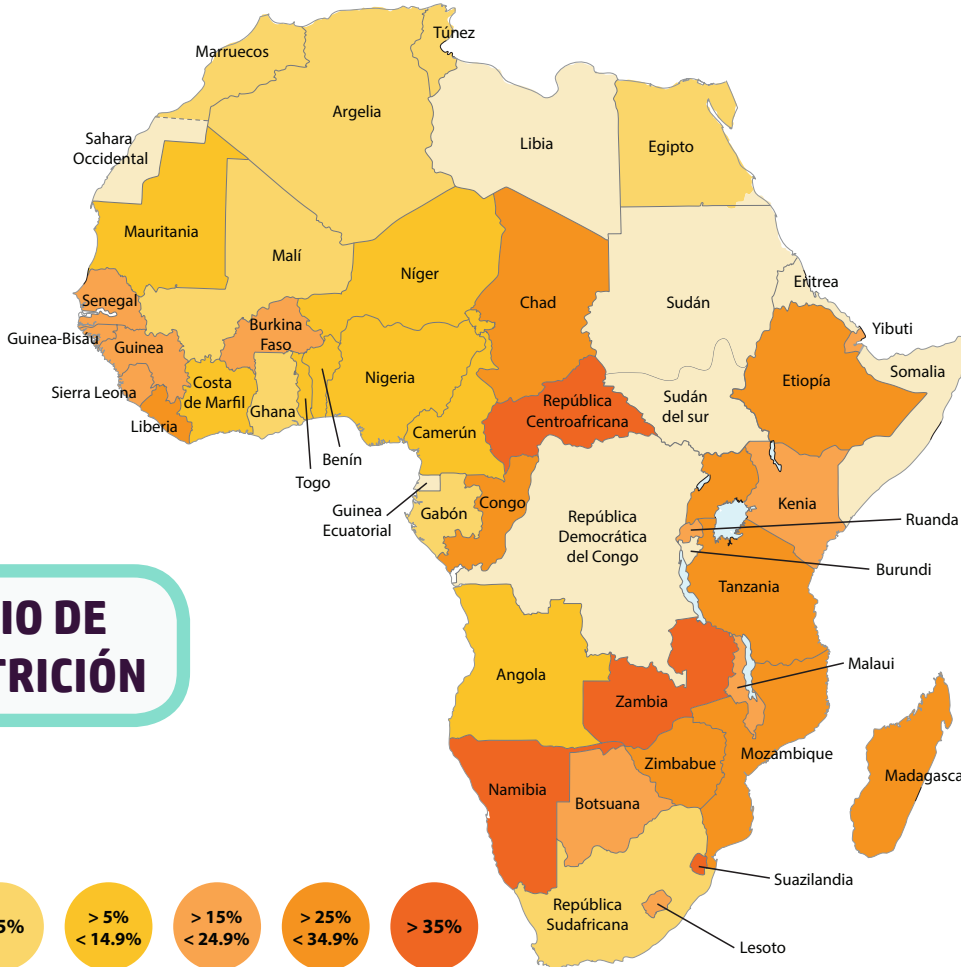 Túnez
Marruecos
Argelia
Libia
Egipto
Sahara
Occidental
Mauritania
Malí
Níger
Chad
Sudán
Eritrea
Senegal
Burkina
Faso
Yibuti
Guinea-Bisáu
Guinea
Nigeria
Etiopía
Somalia
Sierra Leona
Costa
de Marfil
Ghana
República
Centroafricana
Sudán
del sur
Liberia
Camerún
Benín
Togo
Guinea
Ecuatorial
Gabón
Congo
República
Democrática
del Congo
Kenia
Ruanda
Burundi
Tanzania
IO DE
TRICIÓN
Angola
Zambia
Malaui
Mozambique
Zimbabue
Namibia
Botsuana
Madagasca
Suazilandia
República
Sudafricana
Lesoto
5%
> 5%
< 14.9%
> 15%
< 24.9%
> 25%
< 34.9%
> 35%